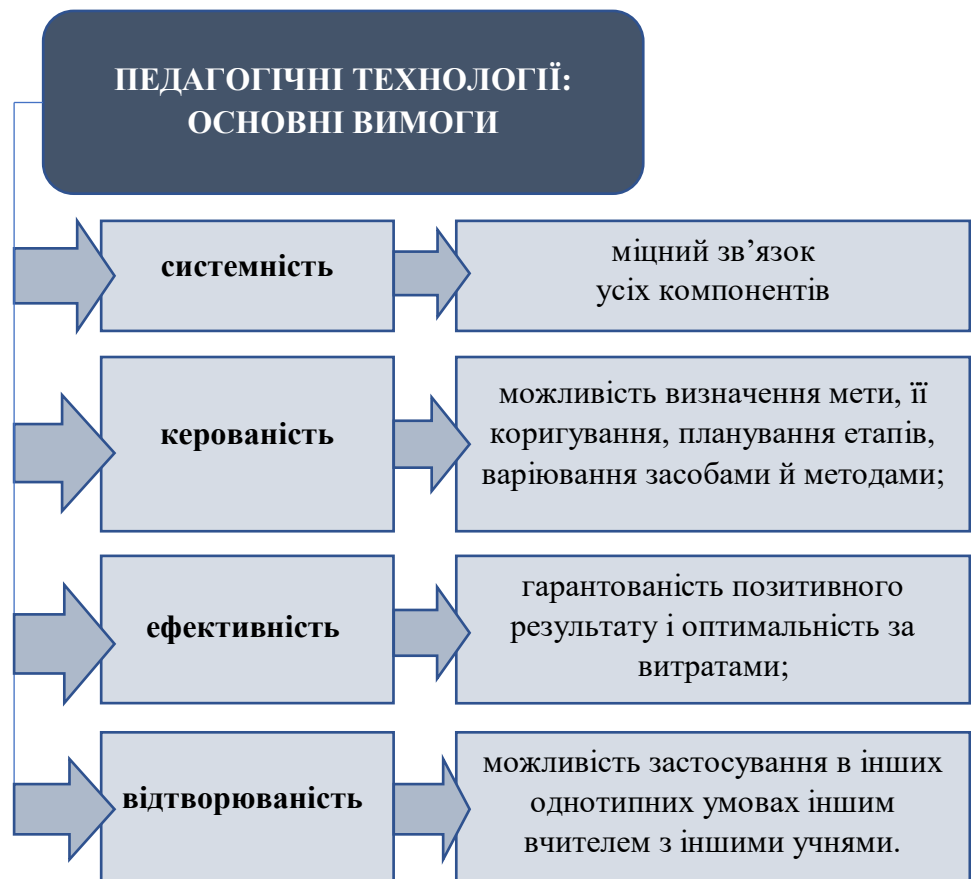 ПЕДАГОГІЧНІ ТЕХНОЛОГІЇ:
ОСНОВНІ ВИМОГИ
системність
міцний зв’язок
усіх компонентів
керованість
можливість визначення мети, її
коригування, планування етапів,
варіювання засобами й методами;
ефективність
гарантованість позитивного
результату і оптимальність за
витратами;
відтворюваність
можливість застосування в інших
однотипних умовах іншим
вчителем з іншими учнями.